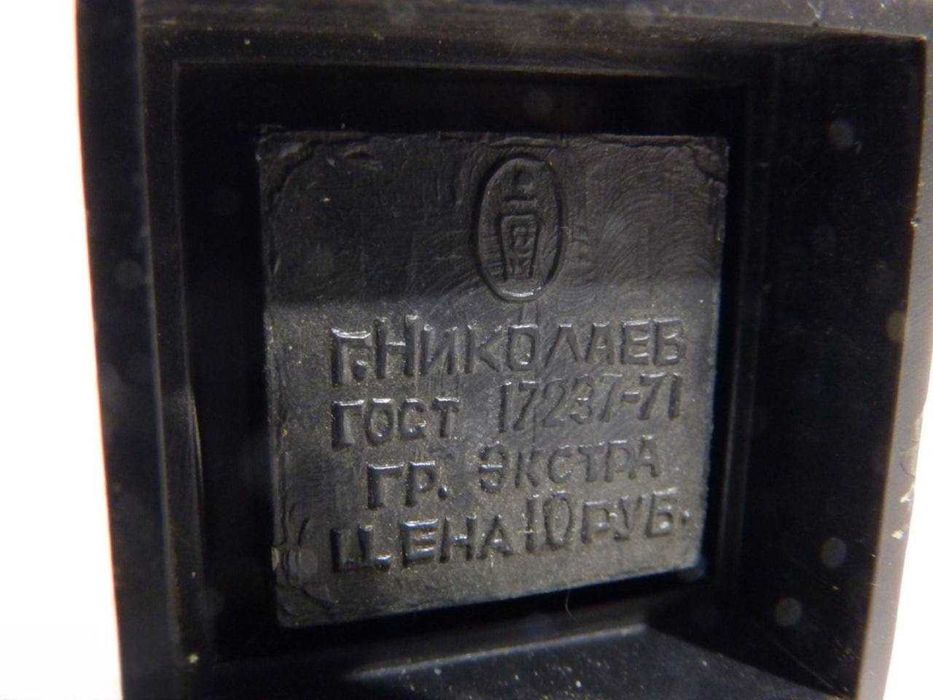 г. НИКОЛАЕВ
ГОСТ 17237-71
ГР. ЭКСТРА
ЦЕНА 10 РУБ.